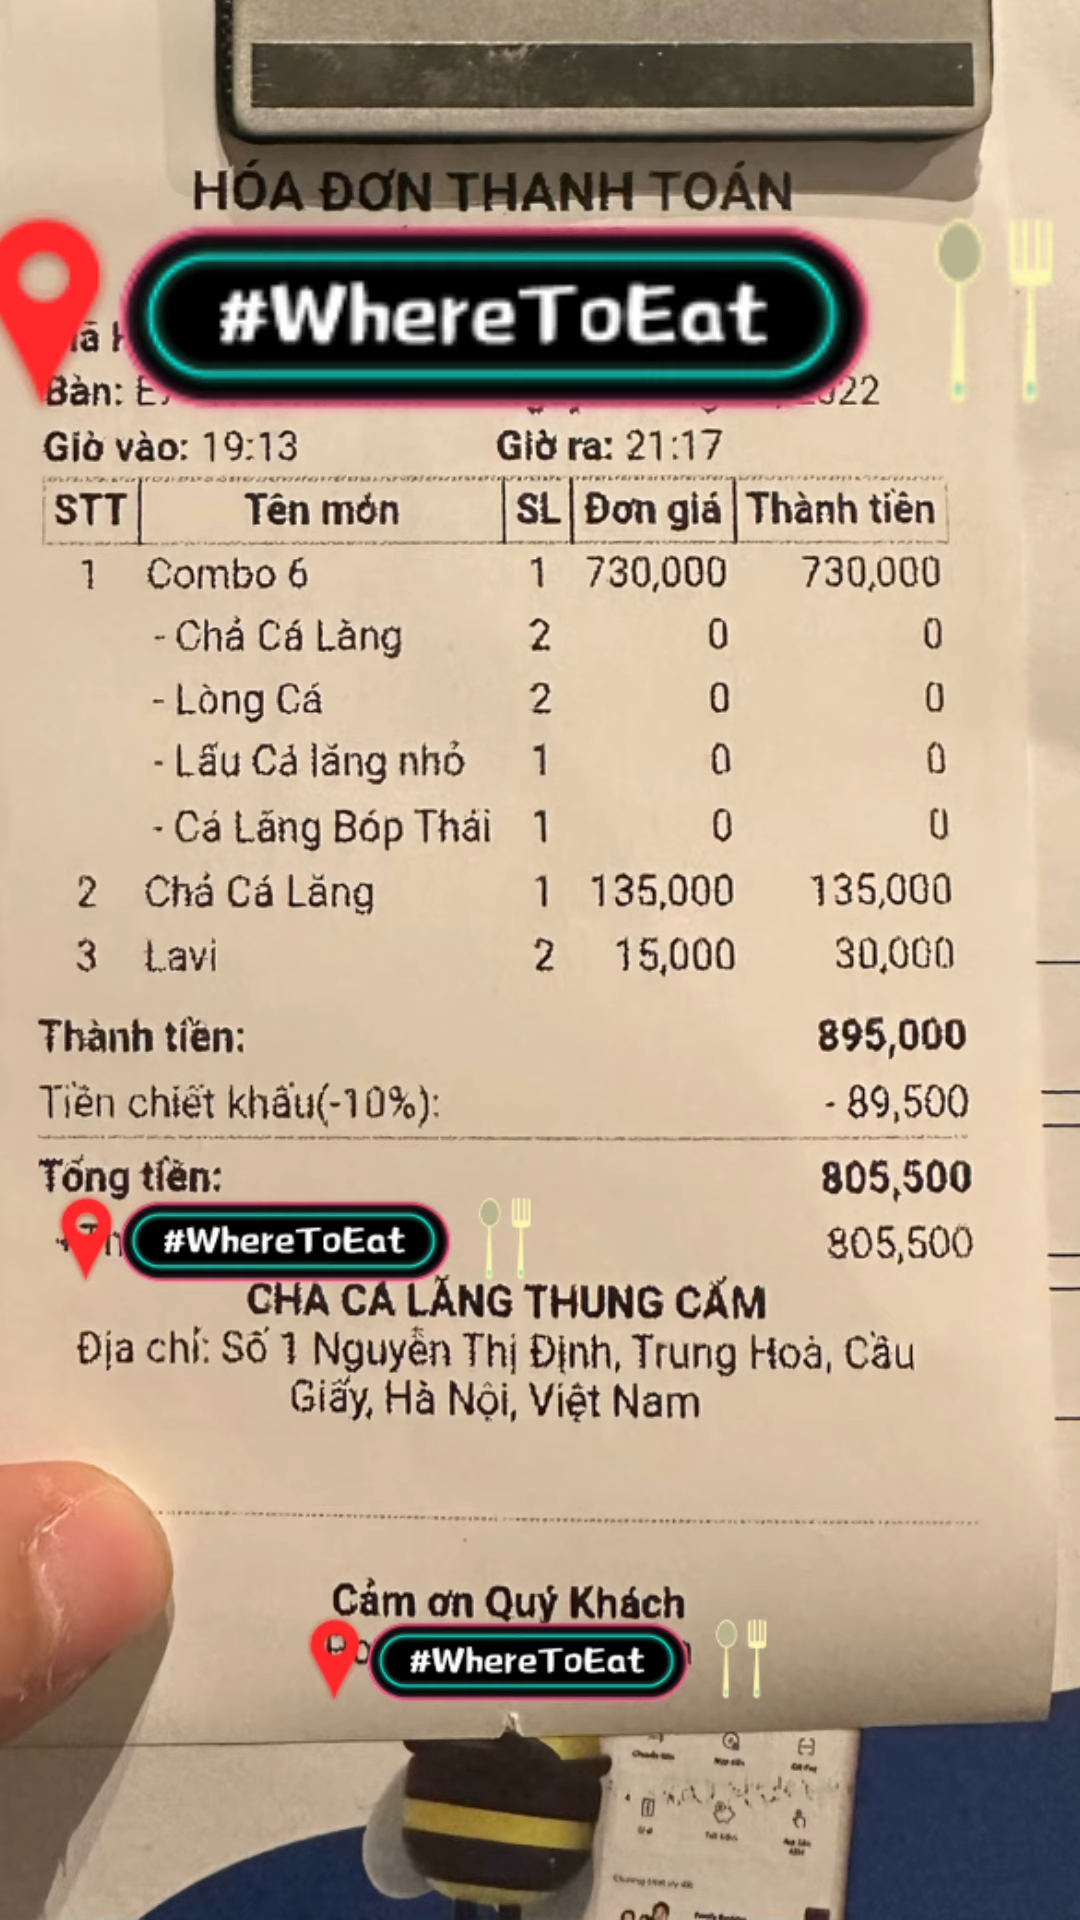 HÓA ĐƠN THANH TOÁN
#WhereToEat
Bàn:
Giờ vào: 19:13 Giờ ra: 21:17
STT Tên món SL Đơn giá Thành tiền
1 Combo 6 1 730,000 730,000
- Chả Cá Lăng 2 0 0
- Lòng Cá 2 0 0
- Lẩu Cá lăng nhỏ 1 0 0
- Cá Lăng Bóp Thái 1 0 0
2 Chả Cá Lăng 1 135,000 135,000
3 Lavi 2 15,000 30,000
Thành tiền: 895,000
Tiền chiết khấu(-10%): - 89,500
Tổng tiền: 805,500
#WhereToEat 805,500
CHẢ CÁ LĂNG THUNG CẮM
Địa chỉ: Số 1 Nguyễn Thị Định, Trung Hoà, Cầu
Giấy, Hà Nội, Việt Nam
Cảm ơn Quý Khách
#WhereToEat